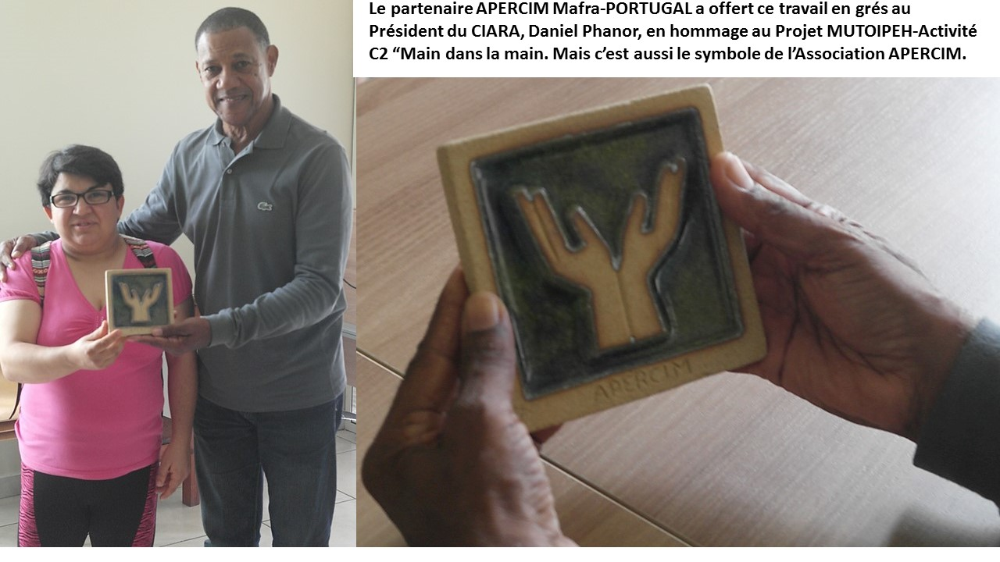 Le partenaire APERCIM Mafra-PORTUGAL a offert ce travail en grés au
Président du CIARA, Daniel Phanor, en hommage au Projet MUTOIPEH-Activité
C2 “Main dans la main. Mais c’est aussi le symbole de l’Association APERCIM.
APERCIM